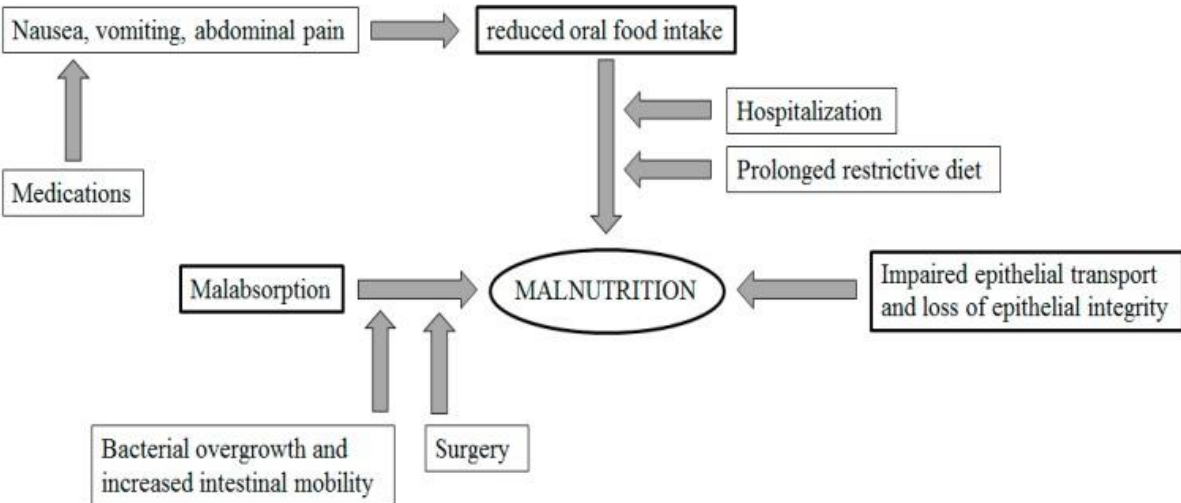 Nausea, vomiting, abdominal pain
reduced oral food intake
Hospitalization
Prolonged restrictive diet
Medications
Malabsorption
MALNUTRITION
Impaired epithelial transport
and loss of epithelial integrity
Bacterial overgrowth and
increased intestinal mobility
Surgery